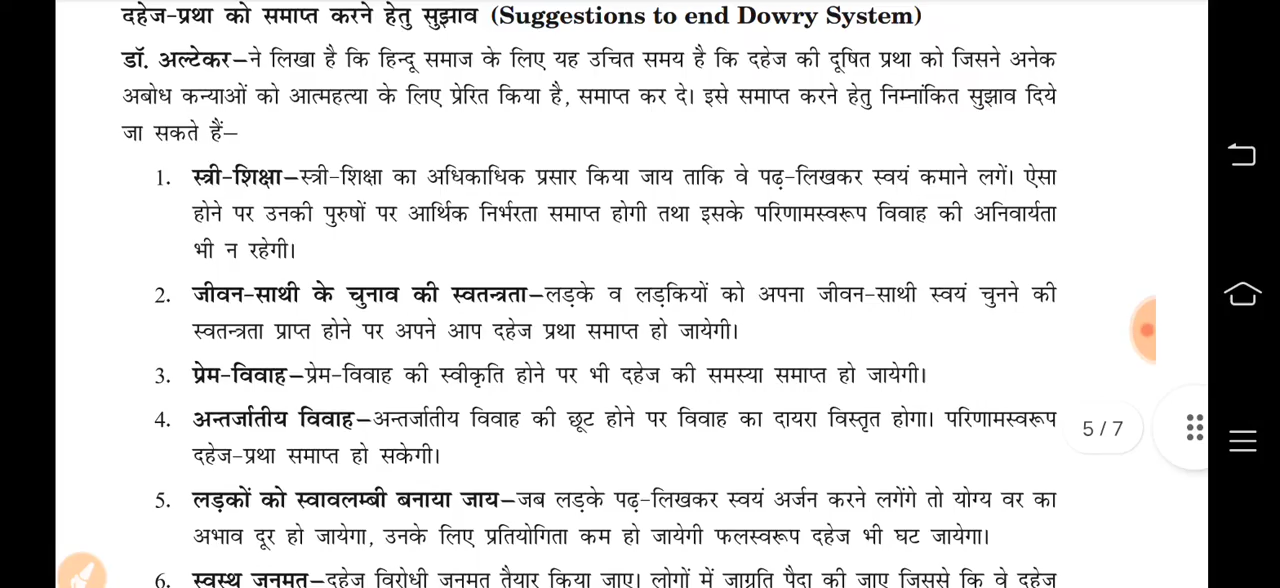 दहेज-प्रथा को समाप्त करने हेतु सुझाव (Suggestions to end Dowry System)
डॉ. अल्टेकर–ने लिखा है कि हिन्दू समाज के लिए यह उचित समय है कि दहेज की दूषित प्रथा को जिसने अनेक
अबोध कन्याओं को आत्महत्या के लिए प्रेरित किया है, समाप्त कर दे। इसे समाप्त करने हेतु निम्नांकित सुझाव दिये
जा सकते हैं–
1. स्त्री-शिक्षा–स्त्री-शिक्षा का अधिकाधिक प्रसार किया जाय ताकि वे पढ़-लिखकर स्वयं कमाने लगें। ऐसा
होने पर उनकी पुरुषों पर आर्थिक निर्भरता समाप्त होगी तथा इसके परिणामस्वरूप विवाह की अनिवार्यता
भी न रहेगी।
2. जीवन-साथी के चुनाव की स्वतन्त्रता–लड़के व लड़कियों को अपना जीवन-साथी स्वयं चुनने की
स्वतन्त्रता प्राप्त होने पर अपने आप दहेज प्रथा समाप्त हो जायेगी।
3. प्रेम-विवाह–प्रेम-विवाह की स्वीकृति होने पर भी दहेज की समस्या समाप्त हो जायेगी।
4. अन्तर्जातीय विवाह–अन्तर्जातीय विवाह की छूट होने पर विवाह का दायरा विस्तृत होगा। परिणामस्वरूप
दहेज-प्रथा समाप्त हो सकेगी।
5 / 7
5. लड़कों को स्वावलम्बी बनाया जाय–जब लड़के पढ़-लिखकर स्वयं अर्जन करने लगेंगे तो योग्य वर का
अभाव दूर हो जायेगा, उनके लिए प्रतियोगिता कम हो जायेगी फलस्वरूप दहेज भी घट जायेगा।
6. स्वस्थ जनमत–दहेज विरोधी जनमत तैयार किया जाए। लोगों में जाग्रति पैदा की जाए जिससे कि वे दहेज